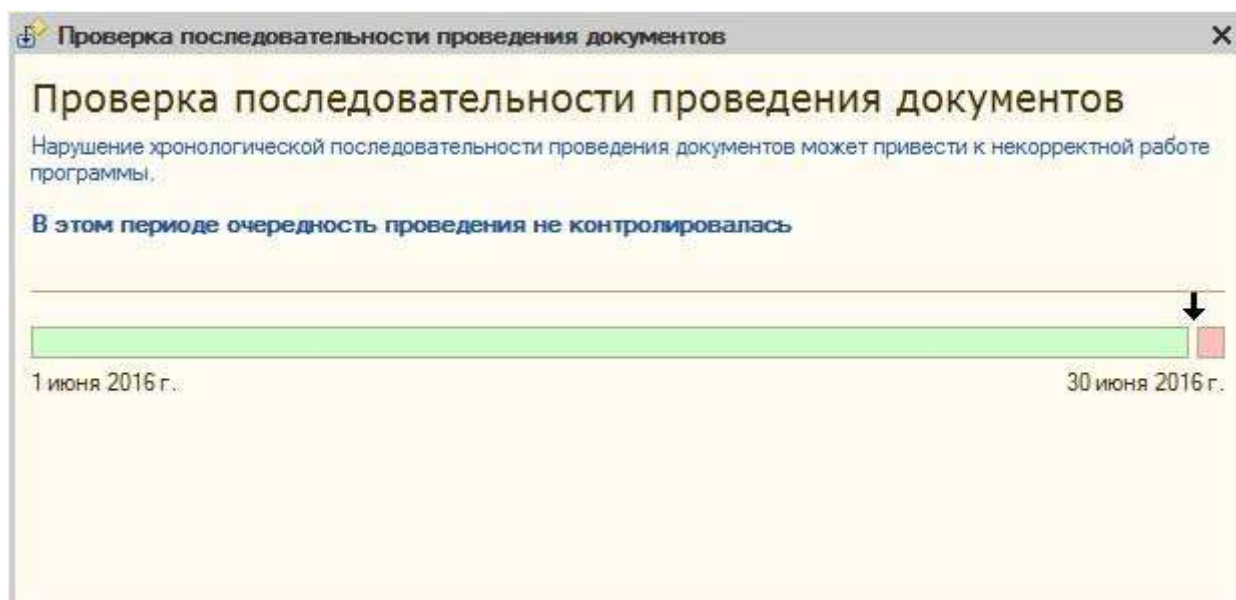 Проверка последовательности проведения документов
Проверка последовательности проведения документов
Нарушение хронологической последовательности проведения документов может привести к некорректной работе
программы.
В этом периоде очередность проведения не контролировалась
1 июня 2016 г.
30 июня 2016 г.